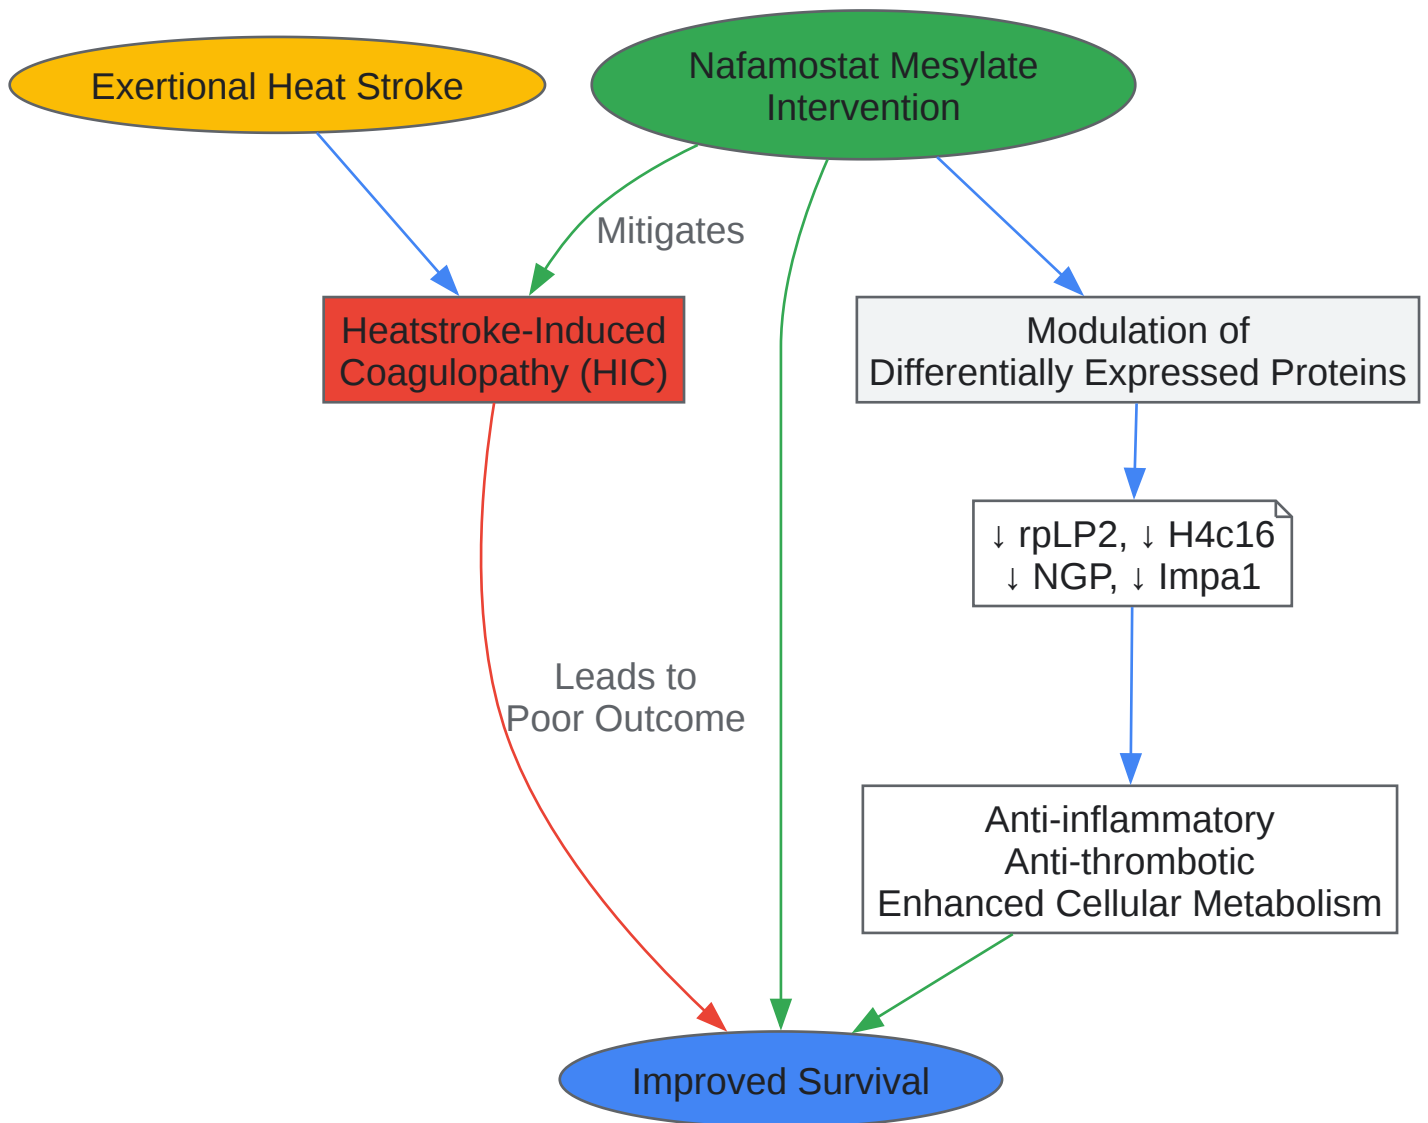 Exertional Heat Stroke
Nafamostat Mesylate
Intervention
Mitigates
Heatstroke-Induced
Coagulopathy (HIC)
Modulation of
Differentially Expressed Proteins
↓ rpLP2, ↓ H4c16
↓ NGP, ↓ Impa1
Leads to
Poor Outcome
Anti-inflammatory
Anti-thrombotic
Enhanced Cellular Metabolism
Improved Survival